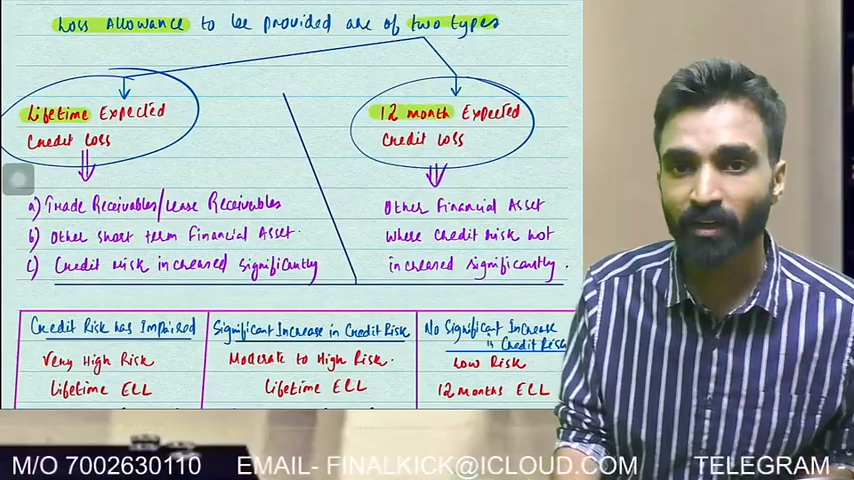 Loss Allowance to be provided are of two types
Lifetime Expected
Credit Loss
12 month Expected
Credit Loss
a) Trade Receivables/Lease Receivables
b) Other short term Financial Asset.
c) Credit risk increased significantly
Other Financial Asset
where credit risk not
increased significantly.
Credit Risk has Impaired
Very High Risk
Lifetime ELL
Significant Increase in Credit Risk
Moderate to High Risk.
Lifetime ELL
No Significant Increase
in Credit Risk
Low Risk
12 months ELL
M/O 7002630110 EMAIL- FINALKICK@ICLOUD.COM TELEGRAM -